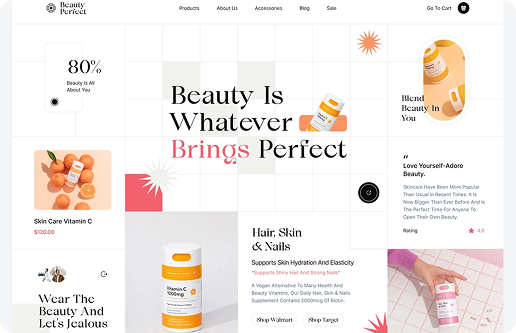 Beauty
Perfect
Products
About Us
Accessories
Blog
Sale
Go To Cart
80%
Beauty Is All
About You
Beauty Is
Whatever
Brings Perfect
Blend
Beauty In
You
Skin Care Vitamin C
$120.00
“
Love Yourself-Adore
Beauty.
Skincare Have Been More Popular
Than Usual In Recent Times. It Is
Now Bigger Than Ever Before And Is
The Perfect Time For Anyone To
Open Their Own Beauty.
Rating
4.8
Wear The
Beauty And
Let's Jealous
Vitamin C
1000mg
Hair, Skin
& Nails
Supports Skin Hydration And Elasticity
*Supports Shiny Hair And Strong Nails*
A Vegan Alternative To Many Health And
Beauty Vitamins, Our Daily Hair, Skin & Nails
Supplement Contains 2000mcg Of Biotin.
Shop Walmart
Shop Target